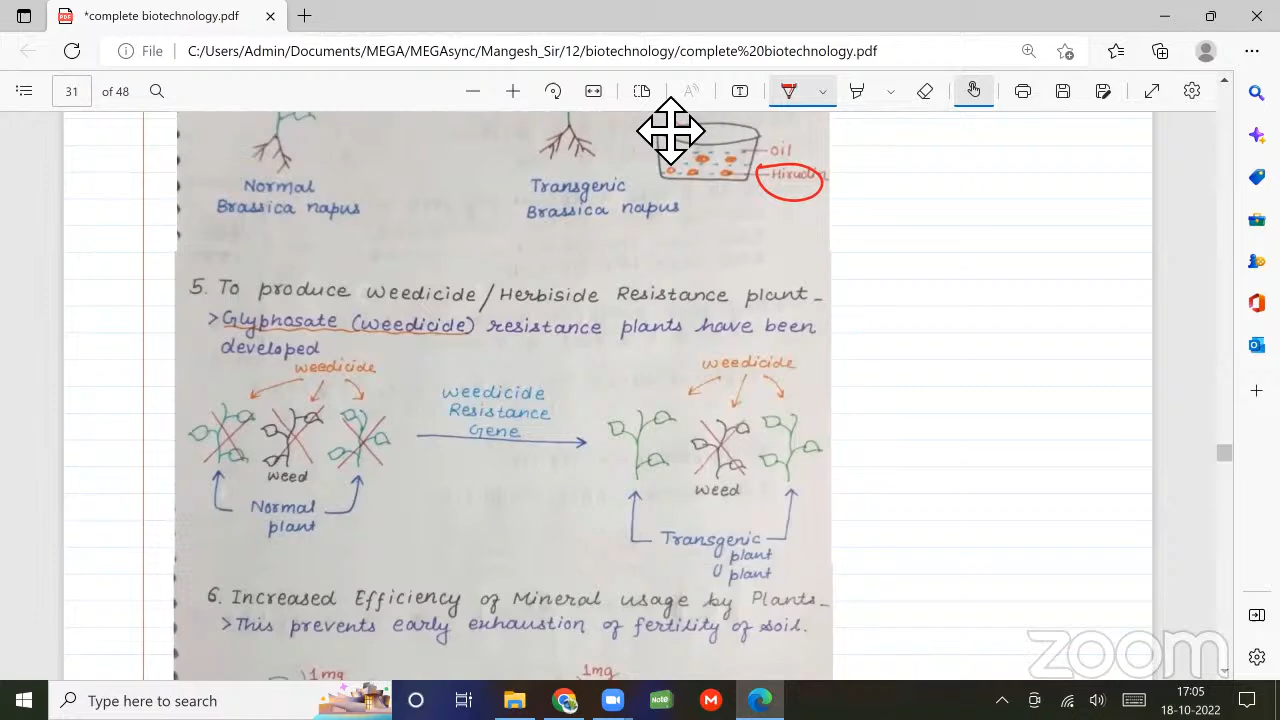 *complete biotechnology.pdf
File
C:/Users/Admin/Documents/MEGA/MEGAsync/Mangesh_Sir/12/biotechnology/complete%20biotechnology.pdf
31 of 48
oil
Hirudin
Normal
Brassica napus
Transgenic
Brassica napus
5. To produce weedicide/Herbiside Resistance plant-
> Glyphosate (weedicide) resistance plants have been
developed
weedicide
weed
Normal
plant
weedicide
Resistance
Gene
weedicide
weed
Transgenic
plant
plant
6. Increased Efficiency of Mineral usage by Plants-
> This prevents early exhaustion of fertility of soil.
1mg
1mg
zoom
Type here to search
Note
17:05
18-10-2022